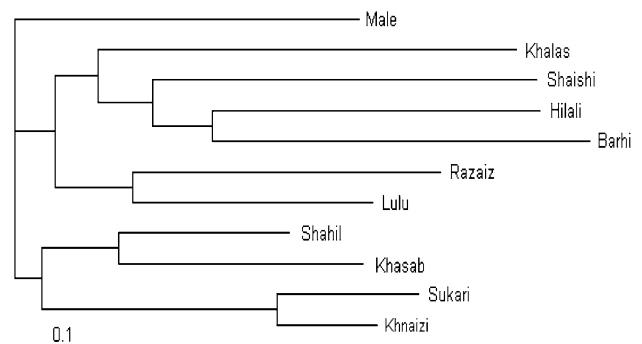 Male
Khalas
Shaishi
Hilali
Barhi
Razaiz
Lulu
Shahil
Khasab
Sukari
Khnaizi
0.1